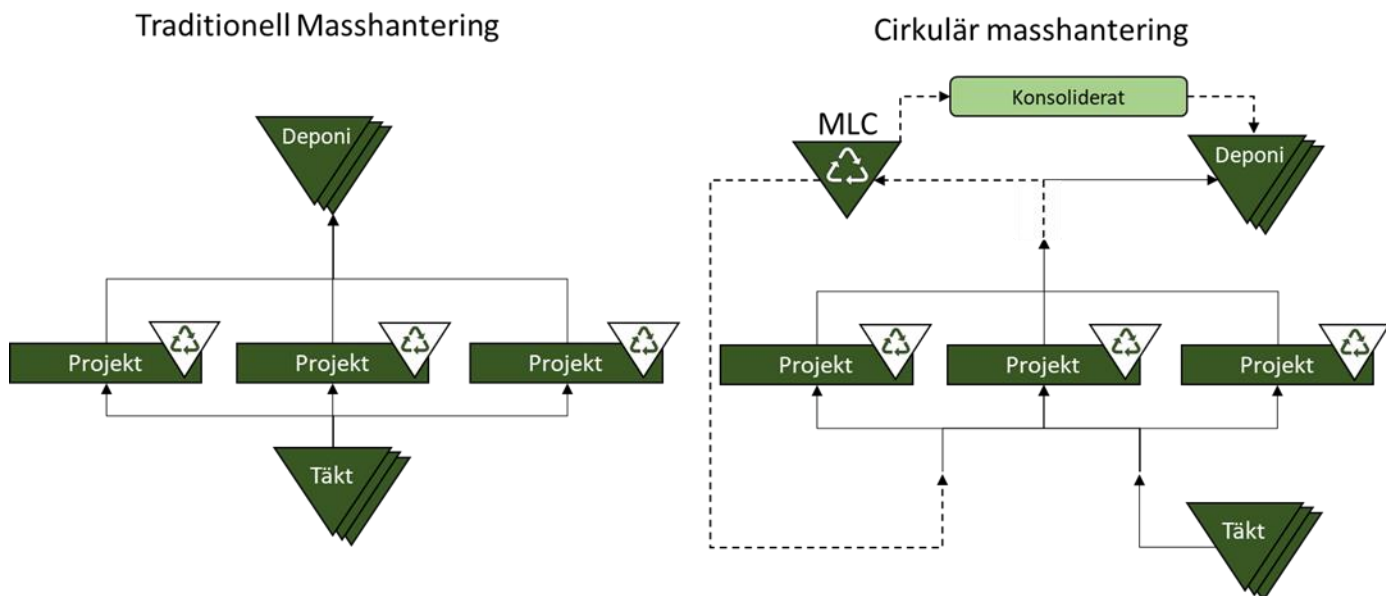 Traditionell Masshantering
Deponi
Projekt
Projekt
Projekt
Täkt
Cirkulär masshantering
Konsoliderat
MLC
Deponi
Projekt
Projekt
Projekt
Täkt